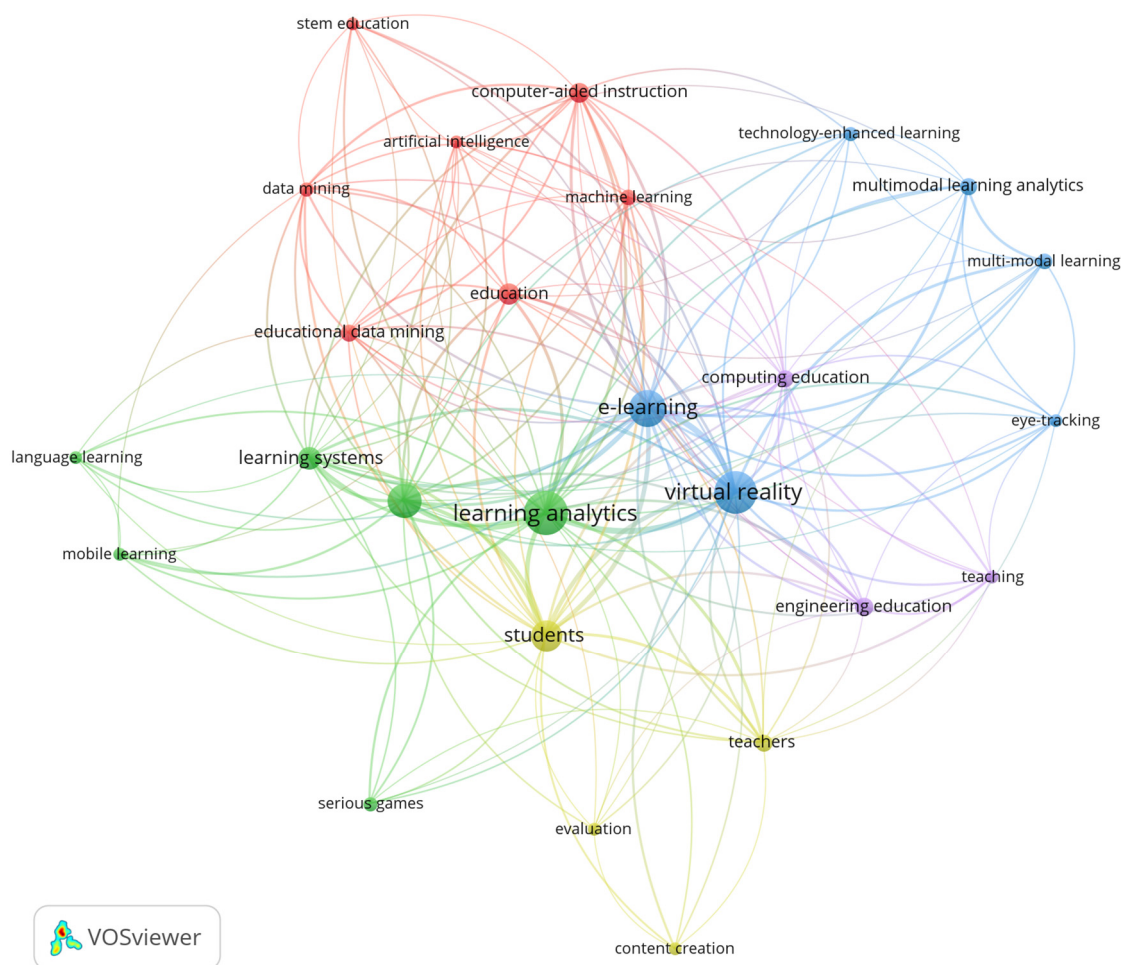 stem education
computer-aided instruction
technology-enhanced learning
artificial intelligence
multimodal learning analytics
data mining
machine learning
multi-modal learning
education
educational data mining
computing education
e-learning
eye-tracking
language learning
learning systems
virtual reality
learning analytics
mobile learning
teaching
engineering education
students
teachers
serious games
evaluation
VOSviewer
content creation